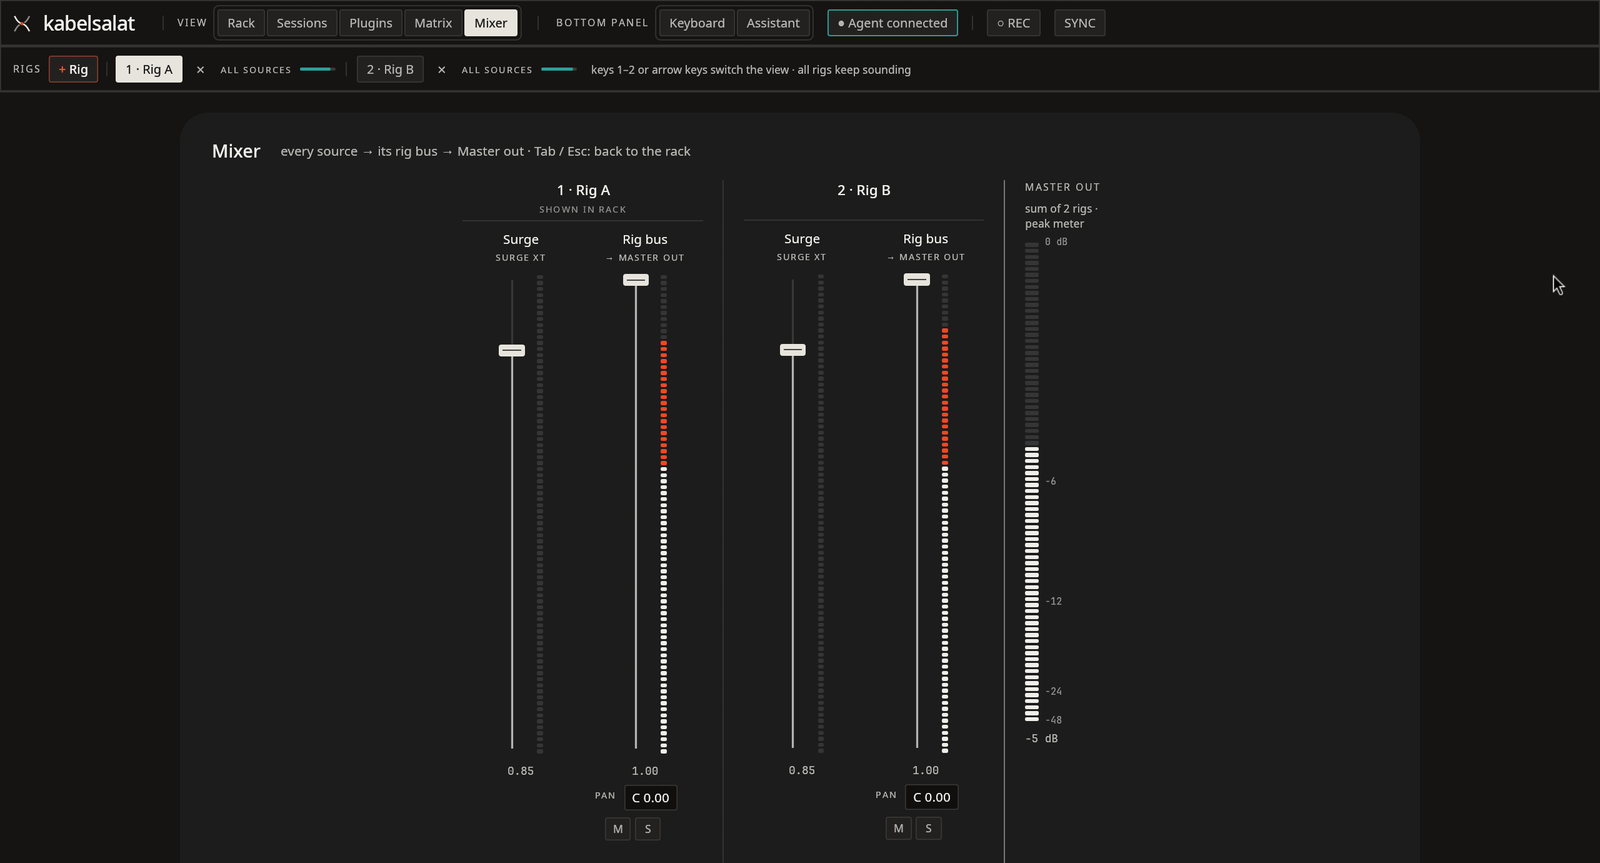 kabelsalat VIEW Rack Sessions Plugins Matrix Mixer BOTTOM PANEL Keyboard Assistant Agent connected REC SYNC
RIGS + Rig 1 · Rig A × ALL SOURCES 2 · Rig B × ALL SOURCES keys 1–2 or arrow keys switch the view · all rigs keep sounding
Mixer every source → its rig bus → Master out · Tab / Esc: back to the rack
1 · Rig A
SHOWN IN RACK
Surge
SURGE XT
0.85
Rig bus
→ MASTER OUT
1.00
PAN C 0.00
M S
2 · Rig B
Surge
SURGE XT
0.85
Rig bus
→ MASTER OUT
1.00
PAN C 0.00
M S
MASTER OUT
sum of 2 rigs ·
peak meter
0 dB
-6
-12
-24
-48
-5 dB